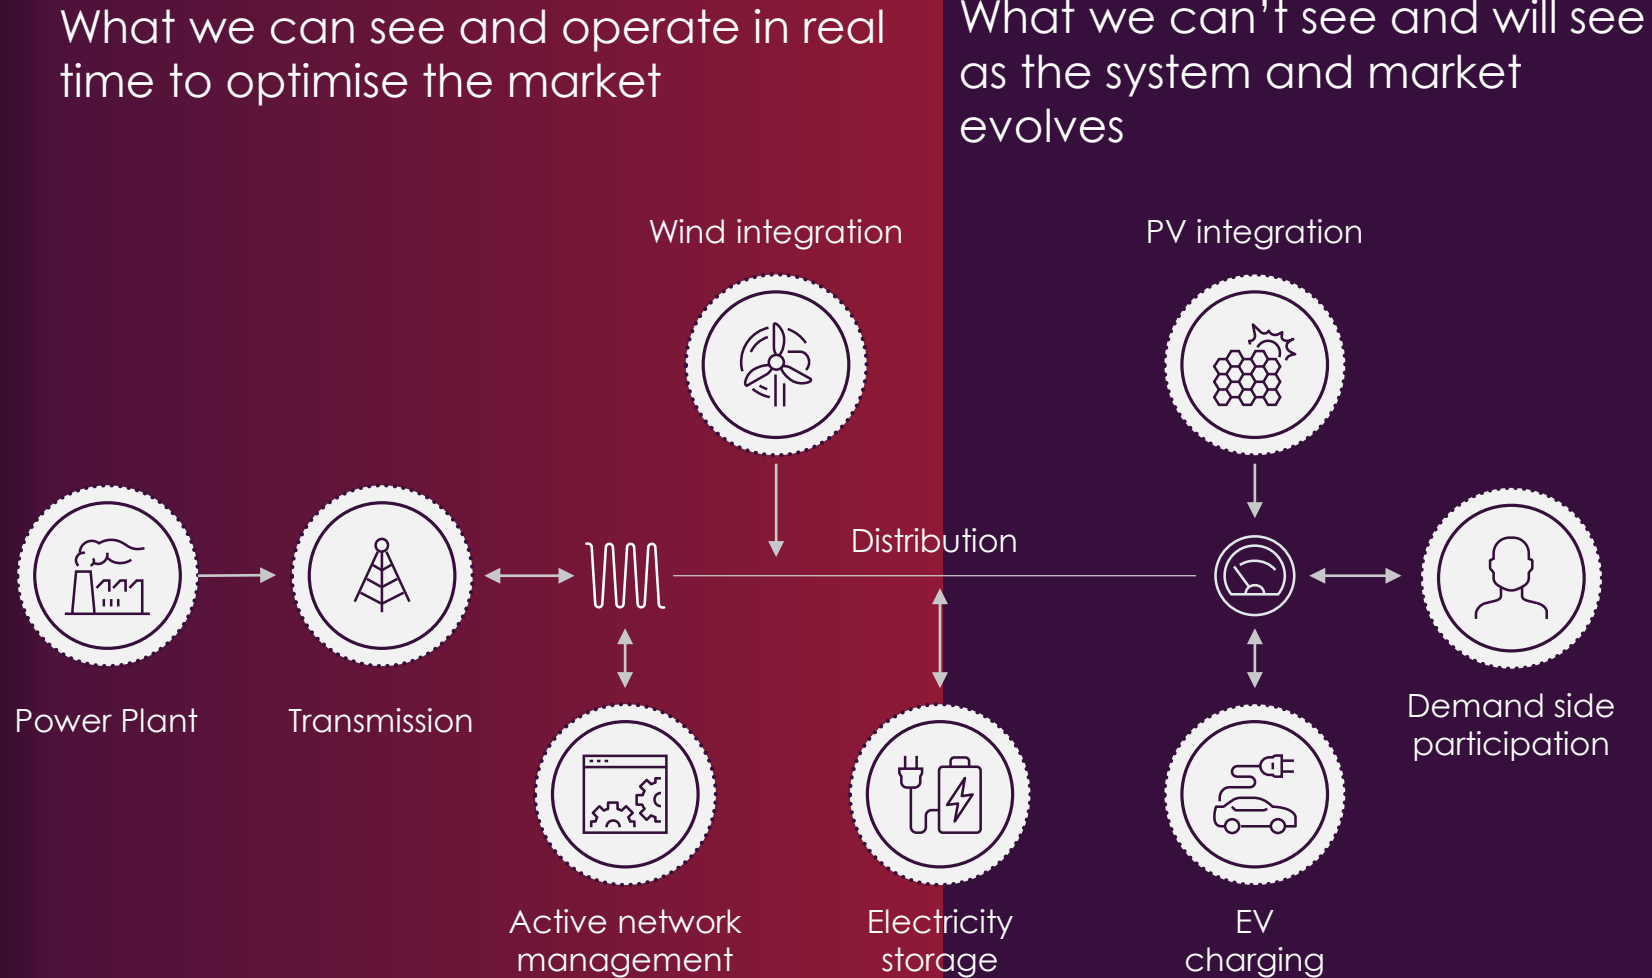 What we can see and operate in real
time to optimise the market
What we can't see and will see
as the system and market
evolves
Wind integration
PV integration
Distribution
Power Plant
Transmission
Demand side
participation
Active network
management
Electricity
storage
EV
charging